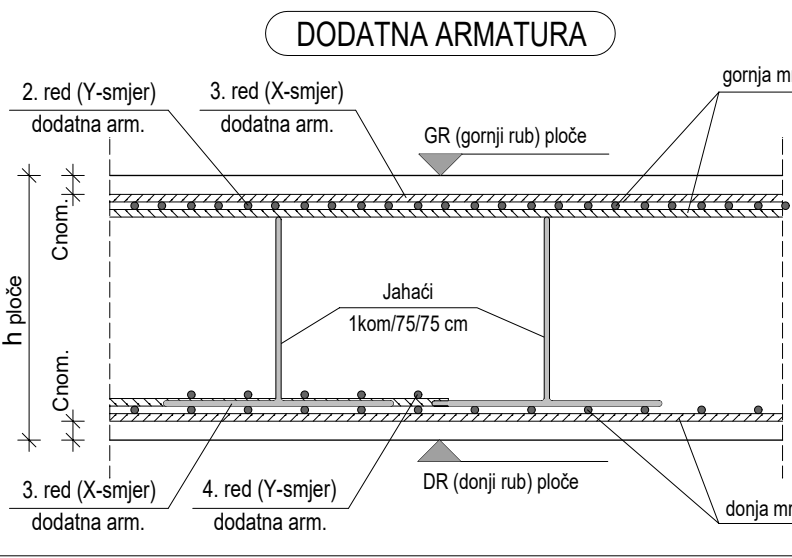 DODATNA ARMATURA
2. red (Y-smjer)
dodatna arm.
3. red (X-smjer)
dodatna arm.
gornja
GR (gornji rub) ploče
Cnom.
h ploče
Jahaći
1kom/75/75 cm
Cnom.
3. red (X-smjer)
dodatna arm.
4. red (Y-smjer)
dodatna arm.
DR (donji rub) ploče
donja